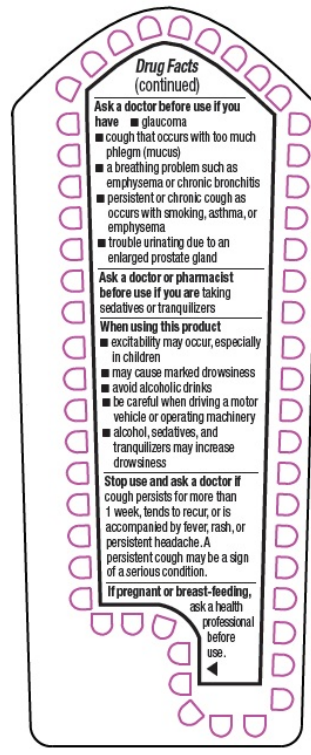 Drug Facts
(continued)
Ask a doctor before use if you
have ■ glaucoma
■ cough that occurs with too much
phlegm (mucus)
■ a breathing problem such as
emphysema or chronic bronchitis
■ persistent or chronic cough as
occurs with smoking, asthma, or
emphysema
■ trouble urinating due to an
enlarged prostate gland
Ask a doctor or pharmacist
before use if you are taking
sedatives or tranquilizers
When using this product
■ excitability may occur, especially
in children
■ may cause marked drowsiness
■ avoid alcoholic drinks
■ be careful when driving a motor
vehicle or operating machinery
■ alcohol, sedatives, and
tranquilizers may increase
drowsiness
Stop use and ask a doctor if
cough persists for more than
1 week, tends to recur, or is
accompanied by fever, rash, or
persistent headache. A
persistent cough may be a sign
of a serious condition.
If pregnant or breast-feeding,
ask a health
professional
before
use.